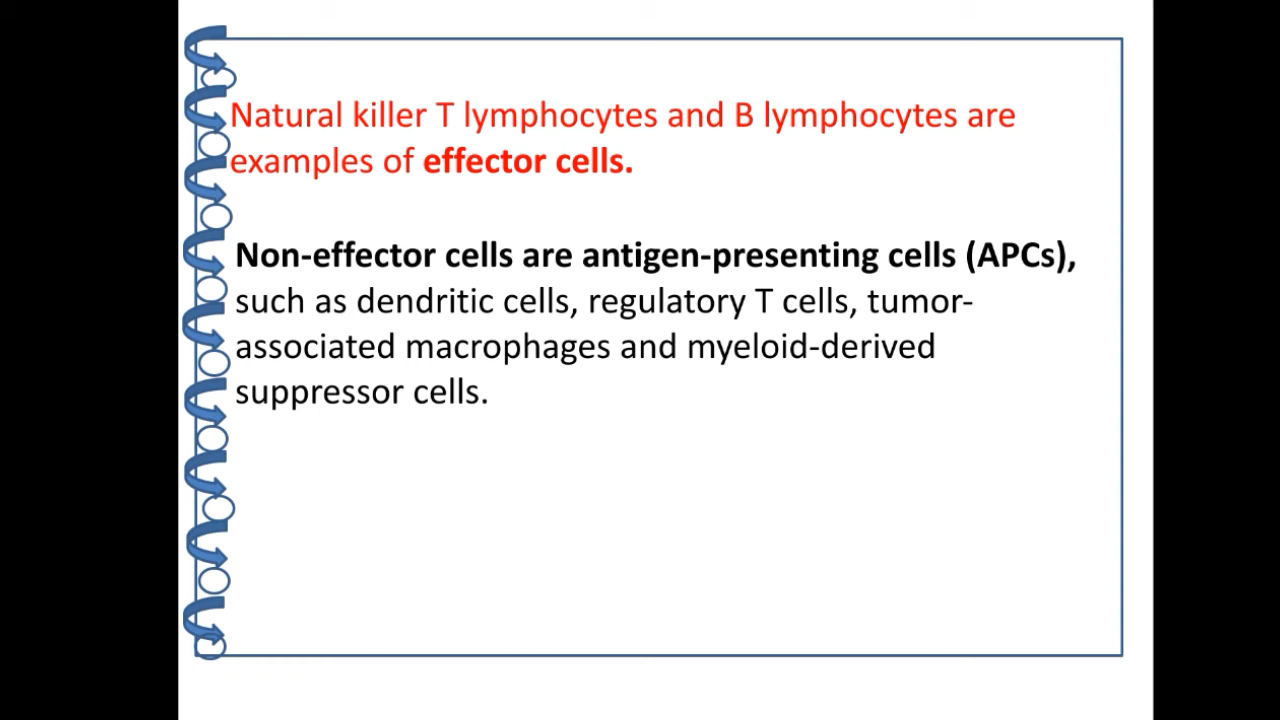 Natural killer T lymphocytes and B lymphocytes are
examples of effector cells.
Non-effector cells are antigen-presenting cells (APCs),
such as dendritic cells, regulatory T cells, tumor-
associated macrophages and myeloid-derived
suppressor cells.